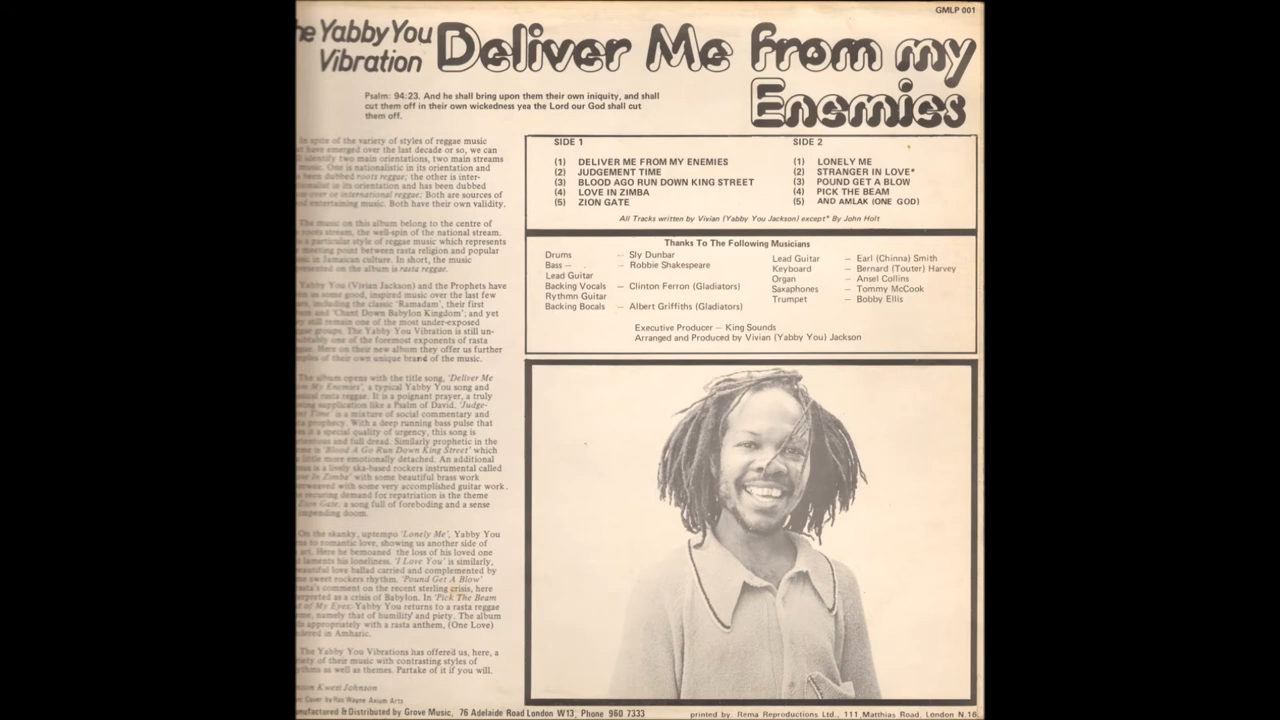 GMLP 001
Yabby You Deliver Me from my
Vibration
Enemies
Psalm: 94:23. And he shall bring upon them their own iniquity, and shall
cut them off in their own wickedness yea the Lord our God shall cut
them off.
In spite of the variety of styles of reggae music
have emerged over the last decade or so, we can
identify two main orientations, two main streams
music. One is nationalistic in its orientation and
been dubbed roots reggae; the other is inter-
in its orientation and has been dubbed
or international reggae. Both are sources of
entertaining music. Both have their own validity.
The music on this album belong to the centre of
roots stream, the well-spin of the national stream.
a particular style of reggae music which represents
meeting point between rasta religion and popular
in Jamaican culture. In short, the music
presented on the album is rasta reggae.
Yabby You (Vivian Jackson) and the Prophets have
us some good, inspired music over the last few
including the classic 'Ramadam', their first
and 'Chant Down Babylon Kingdom'; and yet
still remain one of the most under-exposed
groups. The Yabby You Vibration is still un-
one of the foremost exponents of rasta
Here on their new album they offer us further
of their own unique brand of the music.
The album opens with the title song, 'Deliver Me
My Enemies', a typical Yabby You song and
rasta reggae. It is a poignant prayer, a truly
supplication like a Psalm of David. 'Judge-
Time' is a mixture of social commentary and
prophecy. With a deep running bass pulse that
it a special quality of urgency, this song is
and full dread. Similarly prophetic in the
is 'Blood A Go Run Down King Street' which
little more emotionally detached. An additional
is a lively ska-based rockers instrumental called
In Zimba' with some beautiful brass work
with some very accomplished guitar work.
recuring demand for repatriation is the theme
Zion Gate; a song full of foreboding and a sense
impending doom.
On the skanky, uptempo 'Lonely Me', Yabby You
to romantic love, showing us another side of
art. Here he bemoaned the loss of his loved one
laments his loneliness. 'I Love You' is similarly,
beautiful love ballad carried and complemented by
sweet rockers rhythm. 'Pound Get A Blow'
rasta's comment on the recent sterling crisis, here
as a crisis of Babylon. In 'Pick The Beam
of My Eyes; Yabby You returns to a rasta reggae
namely that of humility and piety. The album
appropriately with a rasta anthem, (One Love)
in Amharic.
The Yabby You Vibrations has offered us, here, a
of their music with contrasting styles of
as well as themes. Partake of it if you will.
Kwesi Johnson
Cover by Ras Wayne Axium Arts
SIDE 1
(1) DELIVER ME FROM MY ENEMIES
(2) JUDGEMENT TIME
(3) BLOOD AGO RUN DOWN KING STREET
(4) LOVE IN ZIMBA
(5) ZION GATE
SIDE 2
(1) LONELY ME
(2) STRANGER IN LOVE*
(3) POUND GET A BLOW
(4) PICK THE BEAM
(5) AND AMLAK (ONE GOD)
All Tracks written by Vivian (Yabby You Jackson) except* By John Holt
Thanks To The Following Musicians
Drums – Sly Dunbar
Bass – – Robbie Shakespeare
Lead Guitar
Backing Vocals – Clinton Ferron (Gladiators)
Rythmn Guitar
Backing Bocals – Albert Griffiths (Gladiators)
Lead Guitar – Earl (Chinna) Smith
Keyboard – Bernard (Touter) Harvey
Organ – Ansel Collins
Saxaphones – Tommy McCook
Trumpet – Bobby Ellis
Executive Producer – King Sounds
Arranged and Produced by Vivian (Yabby You) Jackson
& Distributed by Grove Music, 76 Adelaide Road London W13, Phone 960 7333
printed by Rema Reproductions Ltd., 111 Matthias Road, London N.16